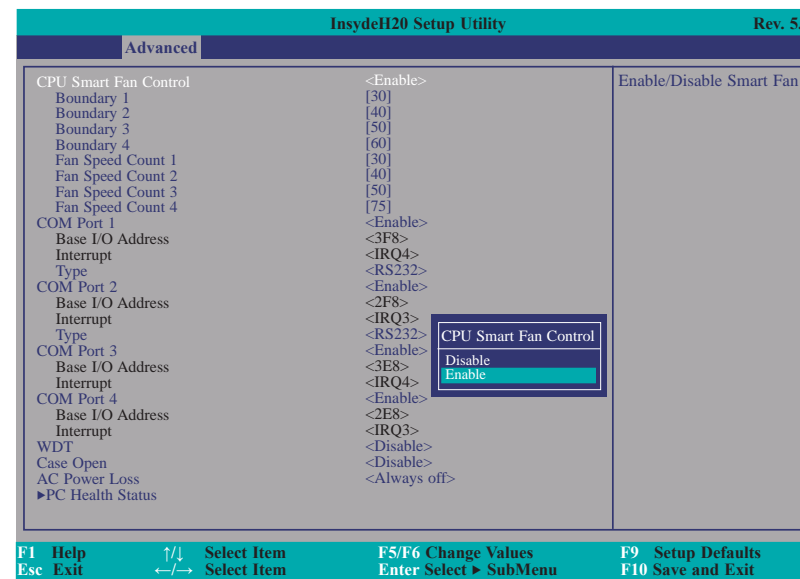 InsydeH20 Setup Utility Rev. 5.
Advanced
CPU Smart Fan Control <Enable> Enable/Disable Smart Fan
Boundary 1 [30]
Boundary 2 [40]
Boundary 3 [50]
Boundary 4 [60]
Fan Speed Count 1 [30]
Fan Speed Count 2 [40]
Fan Speed Count 3 [50]
Fan Speed Count 4 [75]
COM Port 1 <Enable>
Base I/O Address <3F8>
Interrupt <IRQ4>
Type <RS232>
COM Port 2 <Enable>
Base I/O Address <2F8>
Interrupt <IRQ3>
Type <RS232>
COM Port 3 <Enable>
Base I/O Address <3E8>
Interrupt <IRQ4>
COM Port 4 <Enable>
Base I/O Address <2E8>
Interrupt <IRQ3>
WDT <Disable>
Case Open <Disable>
AC Power Loss <Always off>
▶PC Health Status
CPU Smart Fan Control
Disable
Enable
F1 Help ↑/↓ Select Item F5/F6 Change Values F9 Setup Defaults
Esc Exit ←/→ Select Item Enter Select ▶ SubMenu F10 Save and Exit